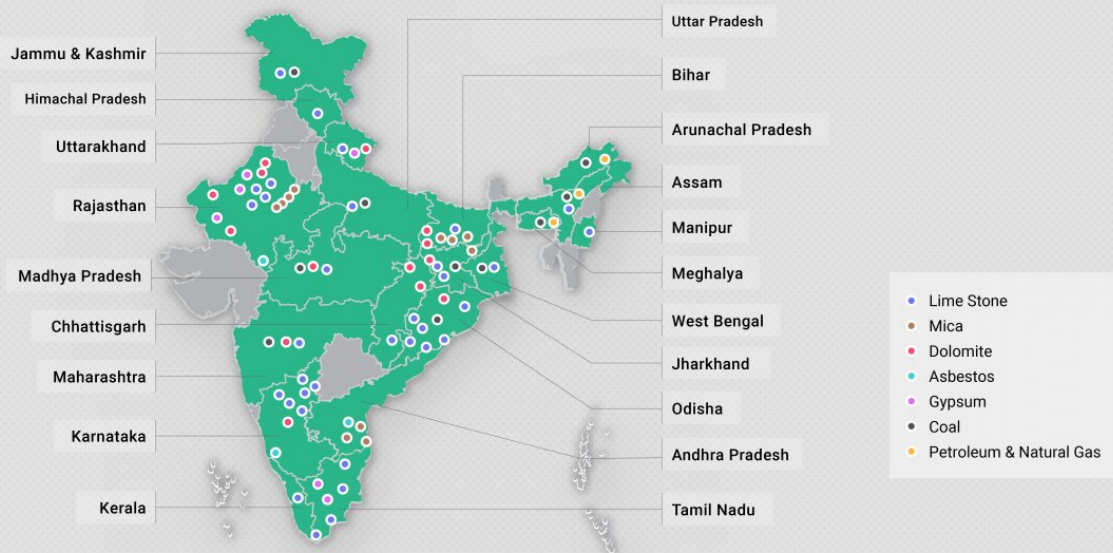 Jammu & Kashmir
Himachal Pradesh
Uttarakhand
Rajasthan
Madhya Pradesh
Chhattisgarh
Maharashtra
Karnataka
Kerala
Uttar Pradesh
Bihar
Arunachal Pradesh
Assam
Manipur
Meghalya
West Bengal
Jharkhand
Odisha
Andhra Pradesh
Tamil Nadu
Lime Stone
Mica
Dolomite
Asbestos
Gypsum
Coal
Petroleum & Natural Gas